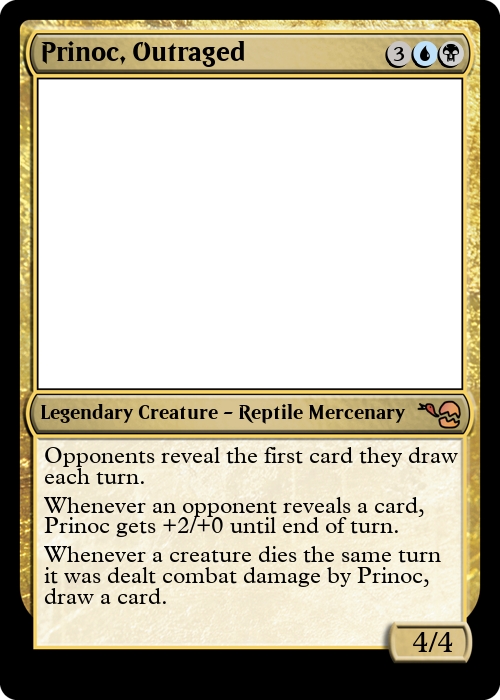 Prinoc, Outraged 3
Legendary Creature – Reptile Mercenary
Opponents reveal the first card they draw
each turn.
Whenever an opponent reveals a card,
Prinoc gets +2/+0 until end of turn.
Whenever a creature dies the same turn
it was dealt combat damage by Prinoc,
draw a card.
4/4